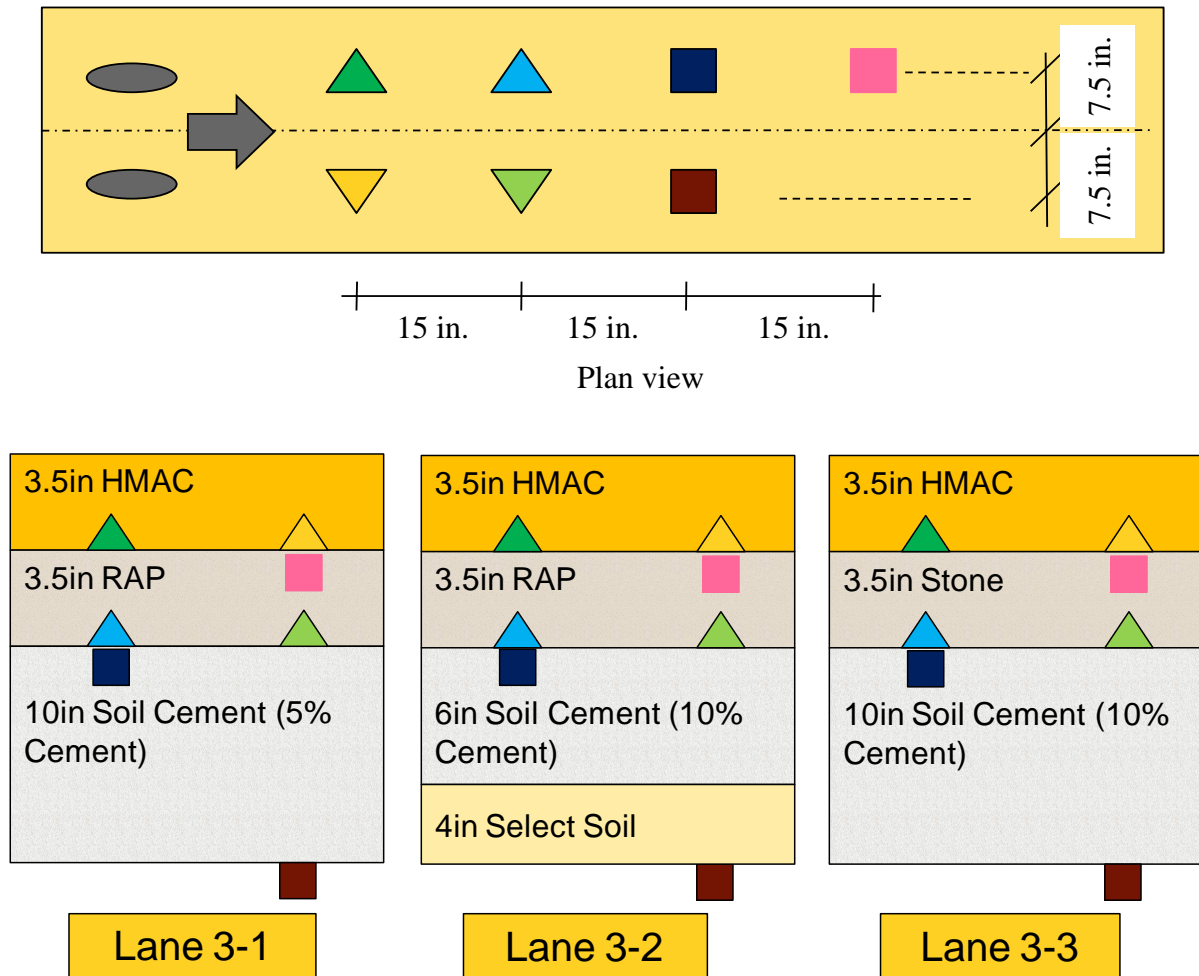 7.5 in.
7.5 in.
15 in.
15 in.
15 in.
Plan view
3.5in HMAC
3.5in RAP
10in Soil Cement (5%
Cement)
Lane 3-1
3.5in HMAC
3.5in RAP
6in Soil Cement (10%
Cement)
4in Select Soil
Lane 3-2
3.5in HMAC
3.5in Stone
10in Soil Cement (10%
Cement)
Lane 3-3